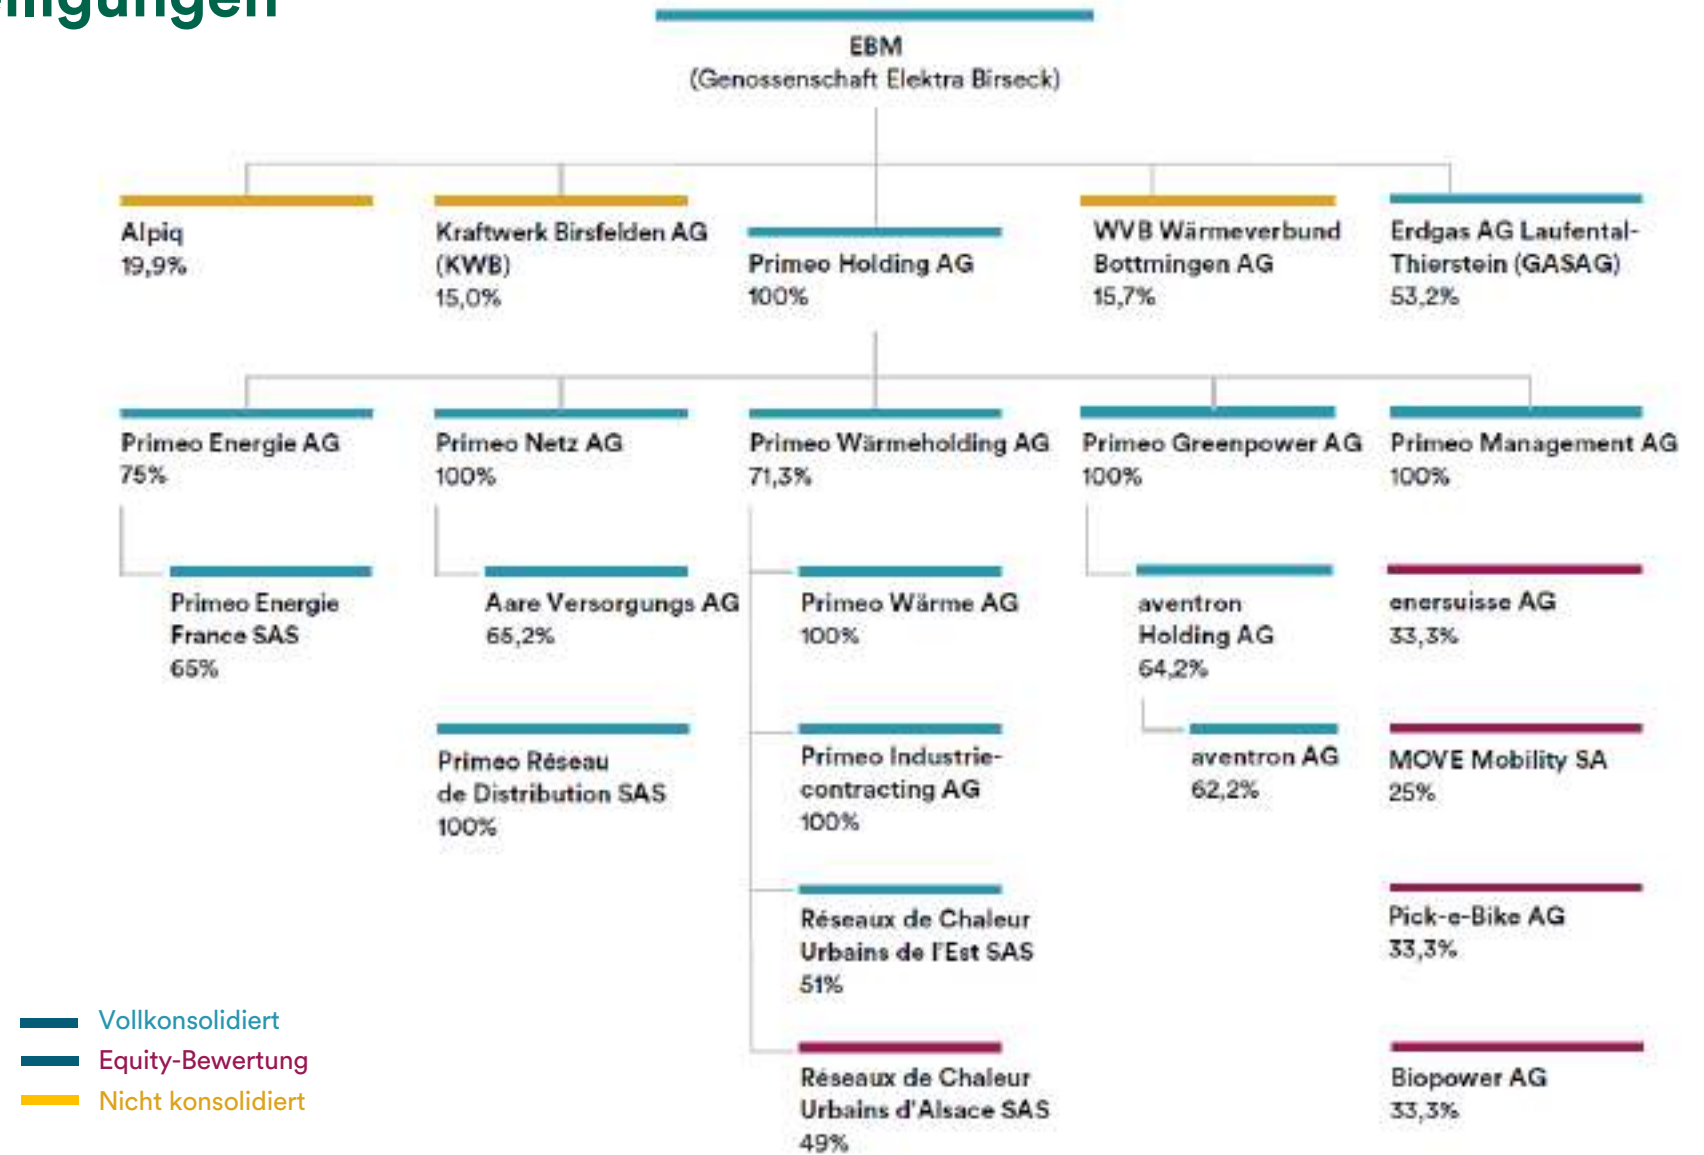 EBM
(Genossenschaft Elektra Birseck)
Alpiq
19,9%
Kraftwerk Birsfelden AG
(KWB)
15,0%
Primeo Holding AG
100%
WVB Wärmeverbund
Bottmingen AG
15,7%
Erdgas AG Laufental-
Thierstein (GASAG)
53,2%
Primeo Energie AG
75%
Primeo Netz AG
100%
Primeo Wärmeholding AG
71,3%
Primeo Greenpower AG
100%
Primeo Management AG
100%
Primeo Energie
France SAS
65%
Aare Versorgungs AG
65,2%
Primeo Wärme AG
100%
aventron
Holding AG
64,2%
enersuisse AG
33,3%
Primeo Réseau
de Distribution SAS
100%
Primeo Industrie-
contracting AG
100%
aventron AG
62,2%
MOVE Mobility SA
25%
Réseaux de Chaleur
Urbains de l'Est SAS
51%
Pick-e-Bike AG
33,3%
Réseaux de Chaleur
Urbains d'Alsace SAS
49%
Biopower AG
33,3%
Vollkonsolidiert
Equity-Bewertung
Nicht konsolidiert